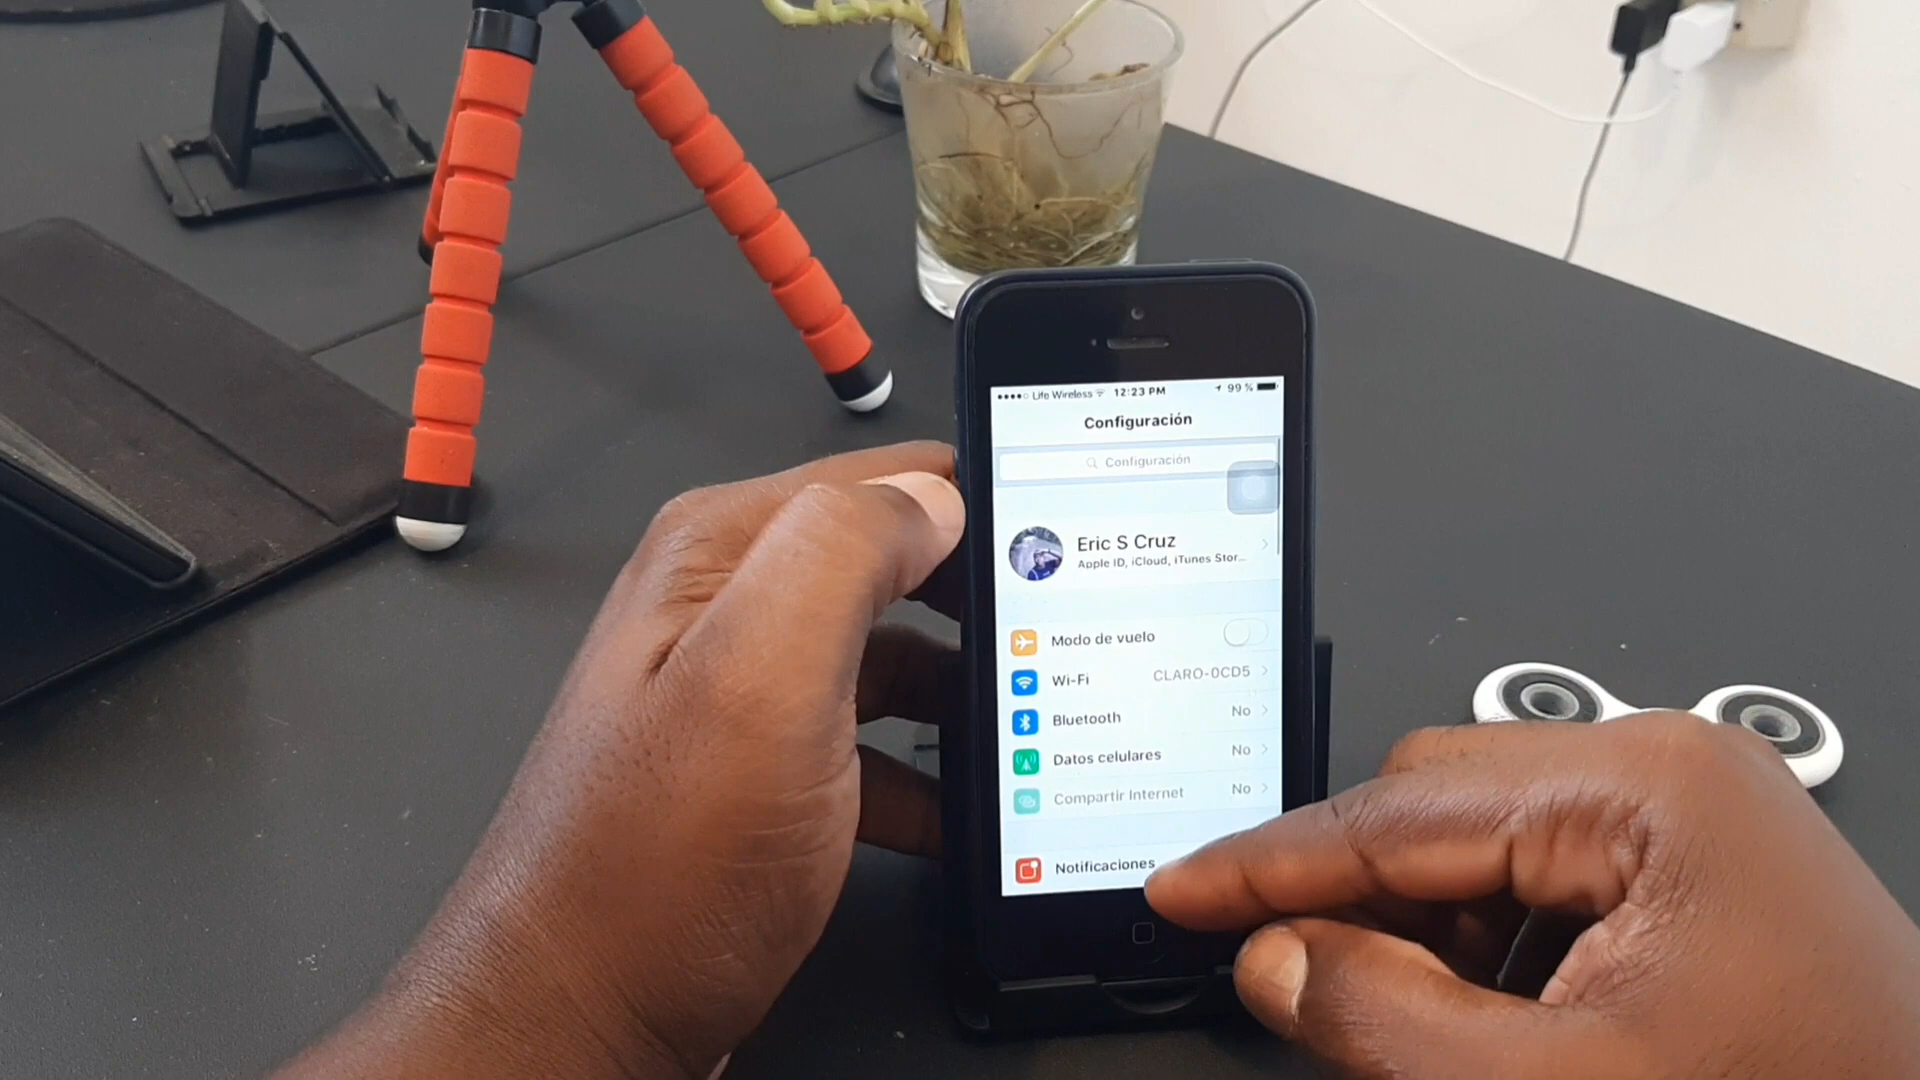 Life Wireless 12:23 PM 99 %
Configuración
Configuración
Eric S Cruz
Apple ID, iCloud, iTunes Stor...
Modo de vuelo
Wi-Fi CLARO-0CD5
Bluetooth No
Datos celulares No
Compartir Internet No
Notificaciones